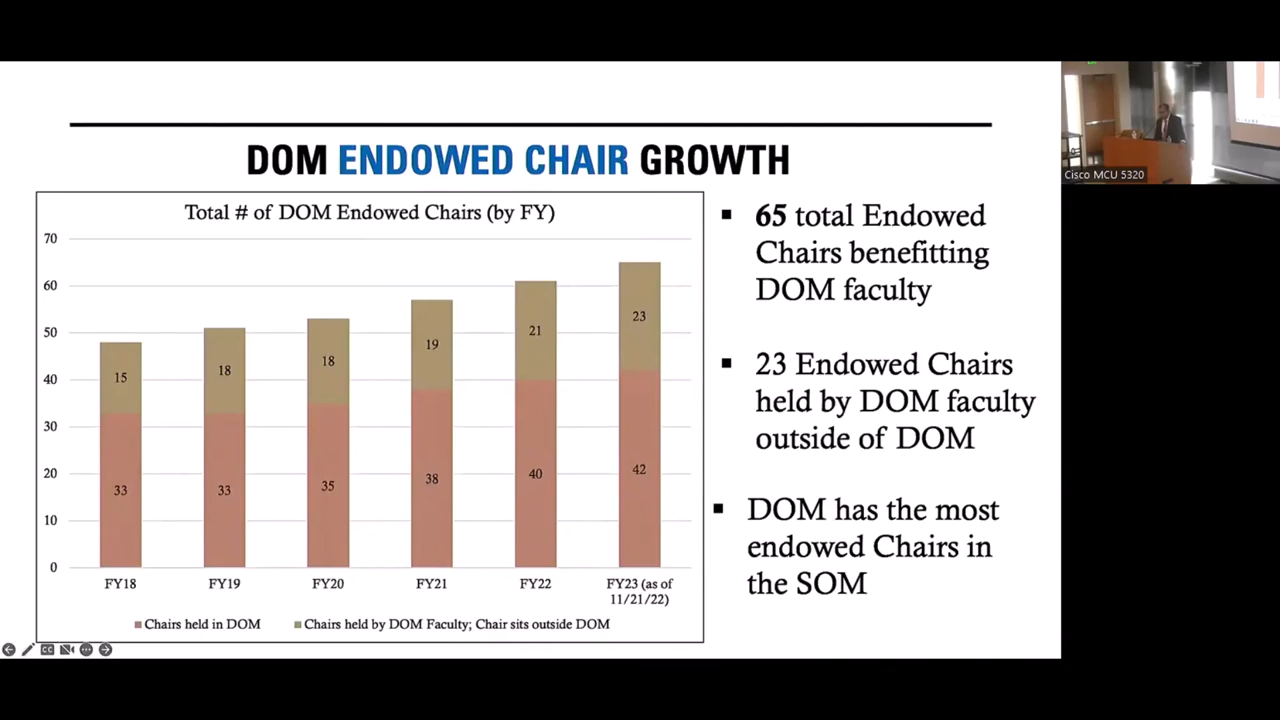 DOM ENDOWED CHAIR GROWTH
Total # of DOM Endowed Chairs (by FY)
70
60
50
40
30
20
10
0
15
18
18
19
21
23
33
33
35
38
40
42
FY18
FY19
FY20
FY21
FY22
FY23 (as of
11/21/22)
Chairs held in DOM
Chairs held by DOM Faculty; Chair sits outside DOM
▪ 65 total Endowed
Chairs benefitting
DOM faculty
▪ 23 Endowed Chairs
held by DOM faculty
outside of DOM
▪ DOM has the most
endowed Chairs in
the SOM
Cisco MCU 5320
CC